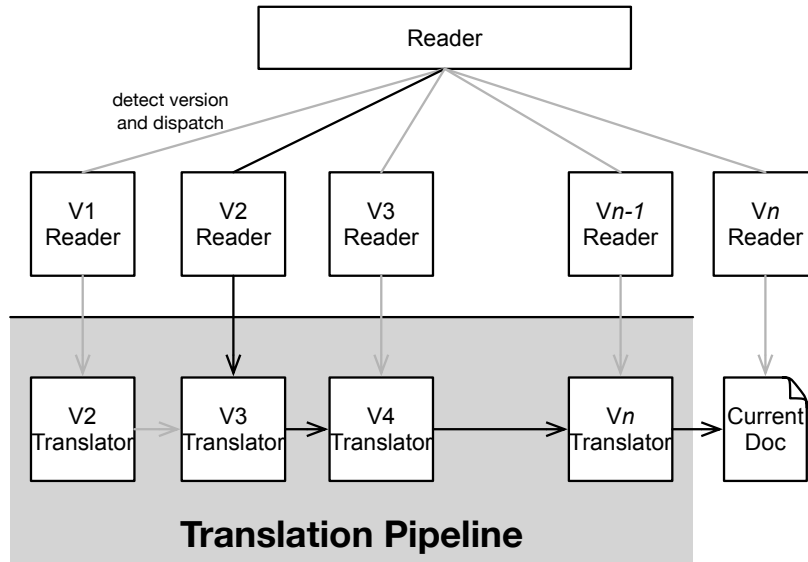 Reader
detect version
and dispatch
V1
Reader
V2
Reader
V3
Reader
Vn-1
Reader
Vn
Reader
V2
Translator
V3
Translator
V4
Translator
Vn
Translator
Current
Doc
Translation Pipeline